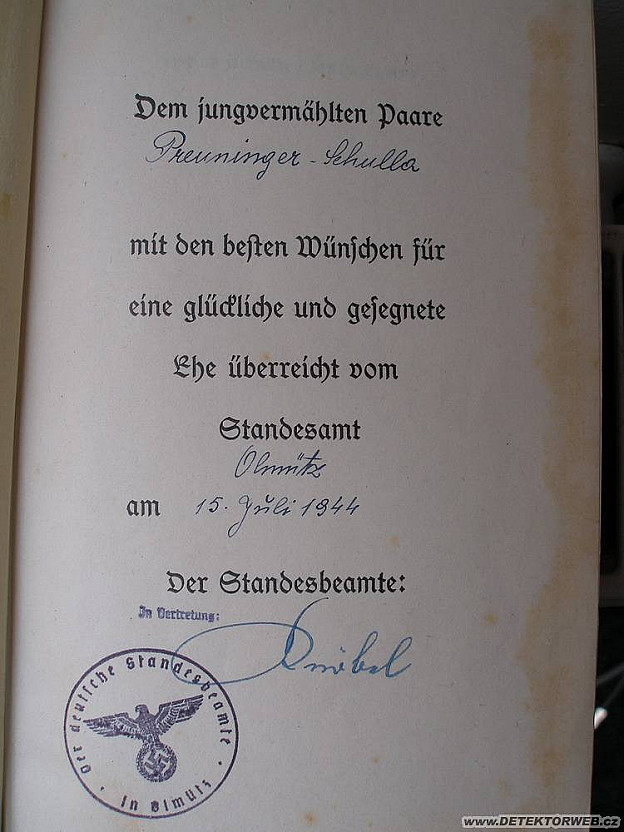 Dem jungvermählten Paare
Preuninger-Schulla
mit den besten Wünschen für
eine glückliche und gesegnete
Ehe überreicht vom
Standesamt
Olmütz
am 15. Juli 1944
Der Standesbeamte:
In Vertretung:
Der deutsche Standesbeamte
in Olmütz
www.DETEKTORWEB.cz